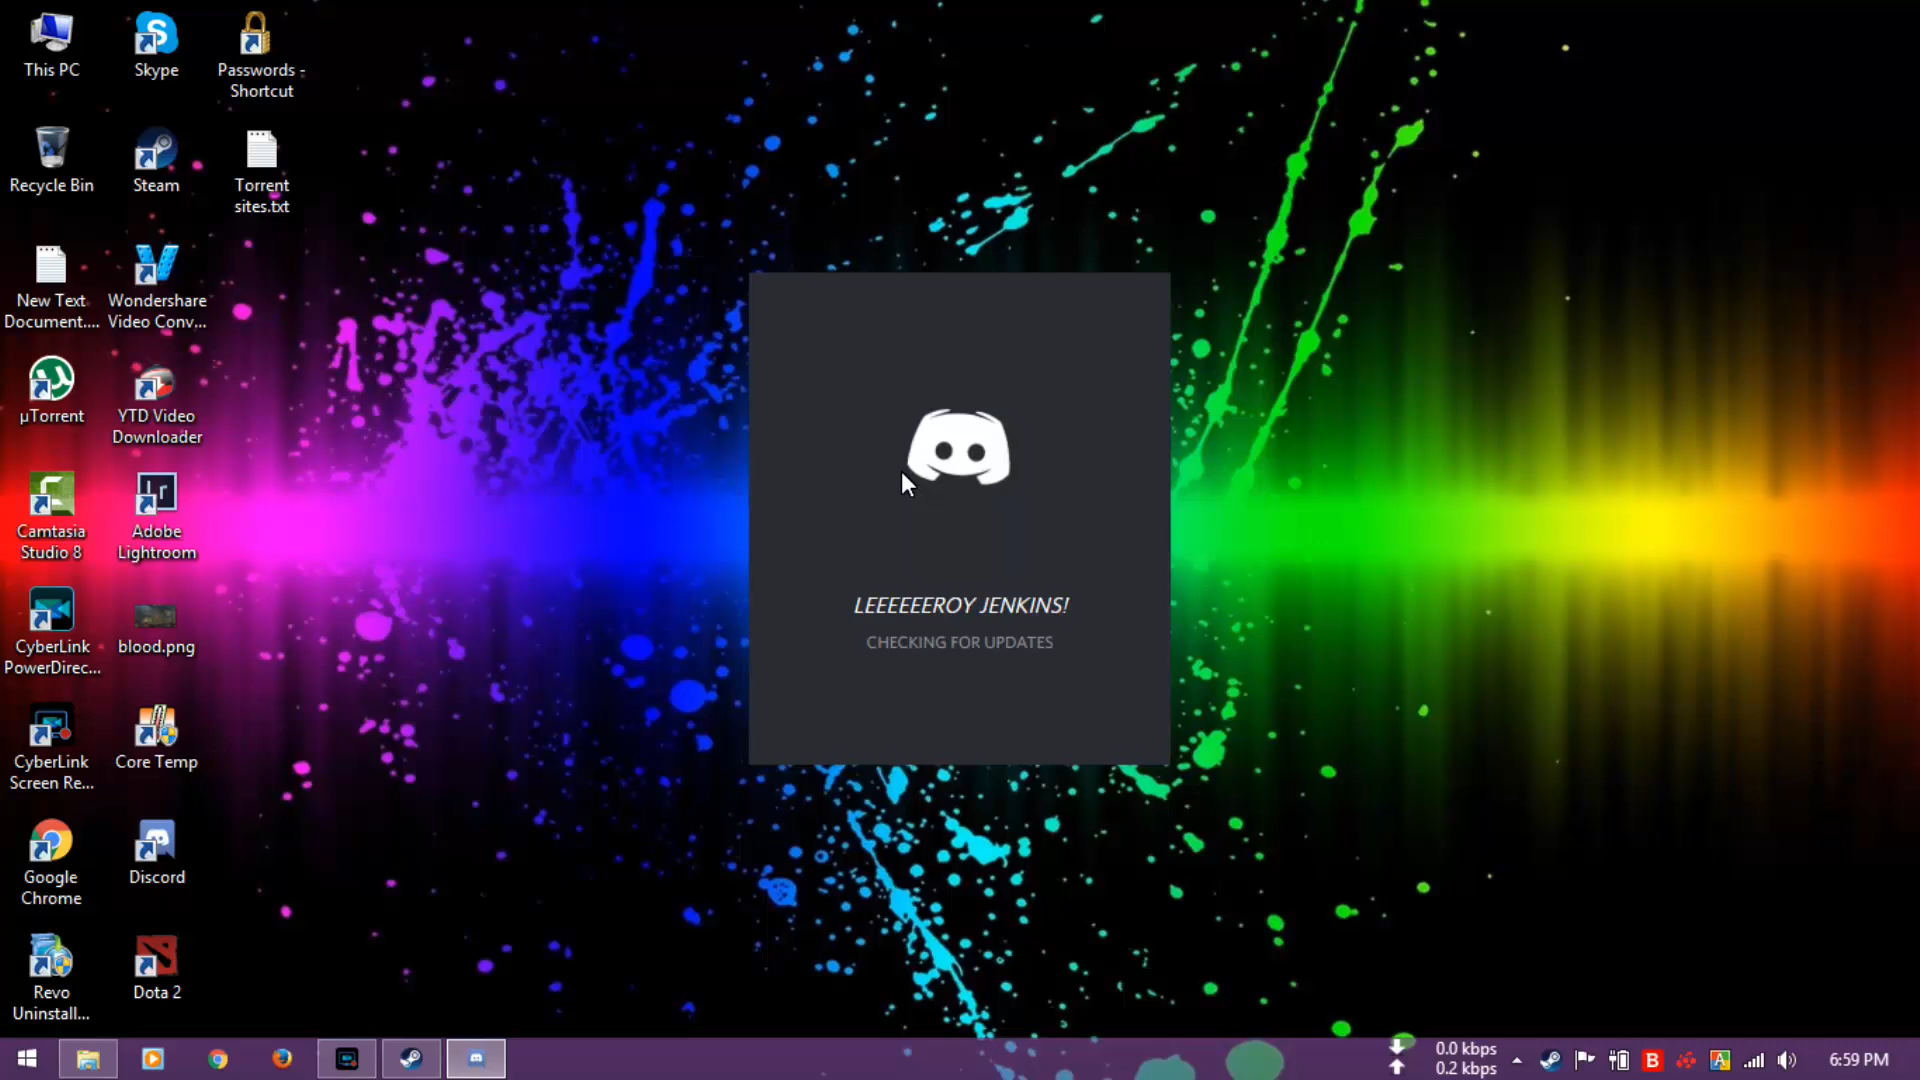 This PC
Skype
Passwords -
Shortcut
Recycle Bin
Steam
Torrent
sites.txt
New Text
Document....
Wondershare
Video Conv...
µTorrent
YTD Video
Downloader
Camtasia
Studio 8
Lr
Adobe
Lightroom
CyberLink
PowerDirec...
blood.png
CyberLink
Screen Re...
Core Temp
Google
Chrome
Discord
Revo
Uninstall...
Dota 2
LEEEEEEROY JENKINS!
CHECKING FOR UPDATES
0.0 kbps
0.2 kbps
B
A
6:59 PM